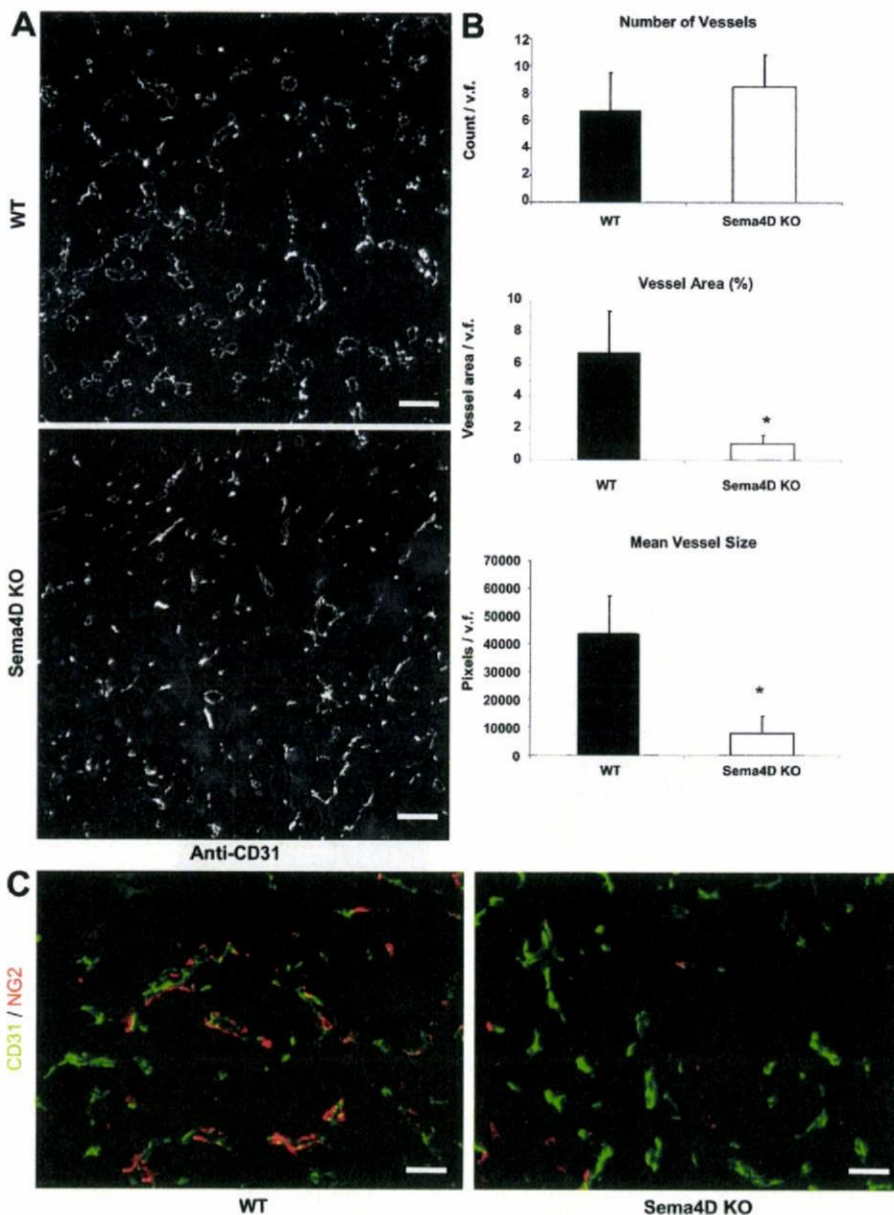 A
WT
Sema4D KO
Anti-CD31
B
Number of Vessels
Count / v.f.
12
10
8
6
4
2
0
WT
Sema4D KO
Vessel Area (%)
Vessel area / v.f.
10
8
6
4
2
0
*
WT
Sema4D KO
Mean Vessel Size
Pixels / v.f.
70000
60000
50000
40000
30000
20000
10000
0
*
WT
Sema4D KO
C
CD31 / NG2
WT
Sema4D KO